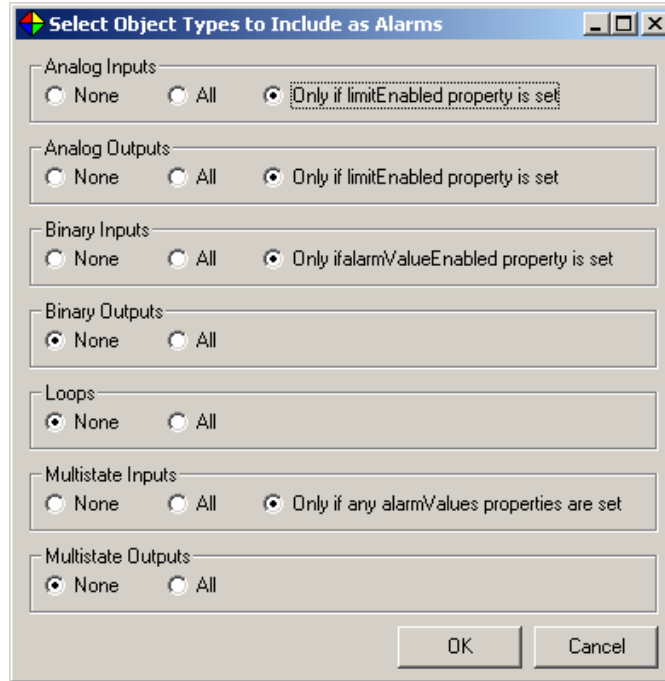 Select Object Types to Include as Alarms
Analog Inputs
None All Only if limitEnabled property is set
Analog Outputs
None All Only if limitEnabled property is set
Binary Inputs
None All Only ifalarmValueEnabled property is set
Binary Outputs
None All
Loops
None All
Multistate Inputs
None All Only if any alarmValues properties are set
Multistate Outputs
None All
OK Cancel